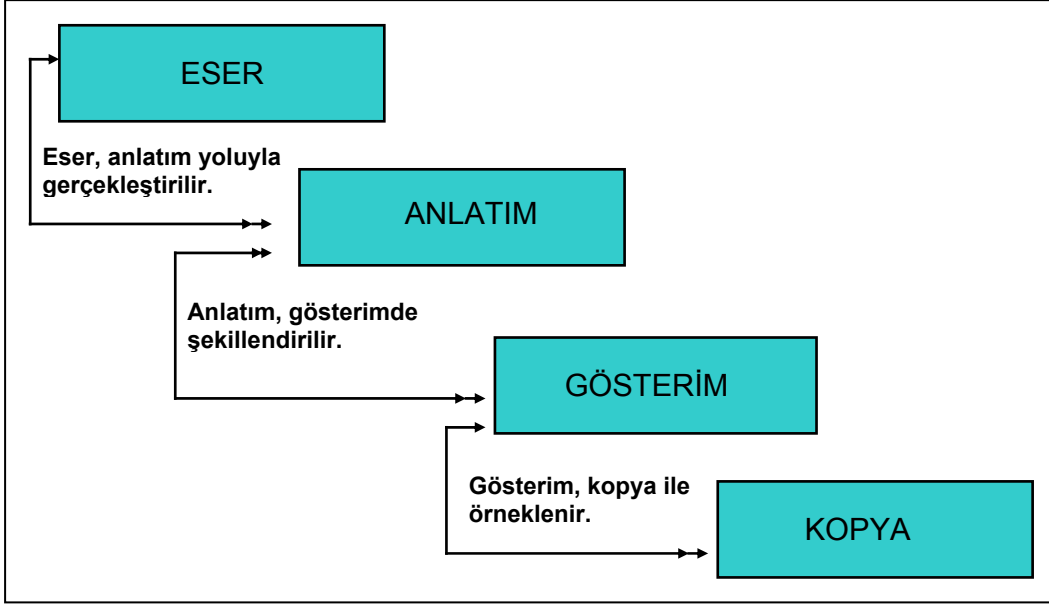 ESER
Eser, anlatım yoluyla
gerçekleştirilir.
ANLATIM
Anlatım, gösterimde
şekillendirilir.
GÖSTERİM
Gösterim, kopya ile
örneklenir.
KOPYA